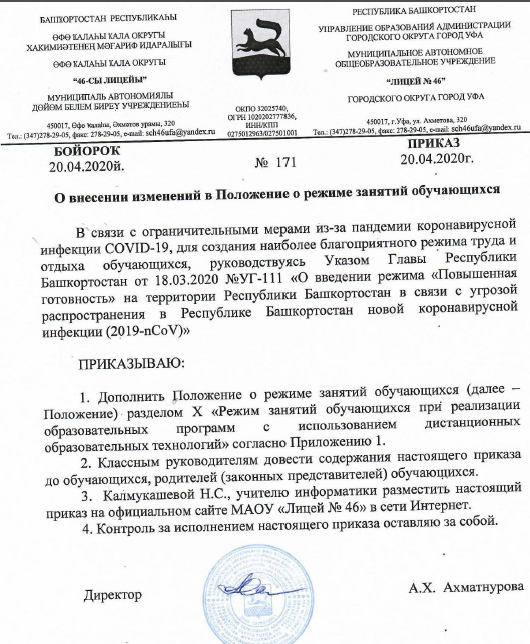 БАШКОРТОСТАН РЕСПУБЛИКАҺЫ
ӨФӨ ҠАЛАҺЫ ҠАЛА ОКРУГЫ
ХАКИМИӘТЕНЕҢ МӘГАРИФ ИДАРАЛЫҒЫ
ӨФӨ ҠАЛАҺЫ ҠАЛА ОКРУГЫ
"46-СЫ ЛИЦЕЙЫ"
МУНИЦИПАЛЬ АВТОНОМИЯЛЫ
ДӨЙӨМ БЕЛЕМ БИРЕҮ УЧРЕЖДЕНИЕҺЫ
450017, Өфө ҡалаһы, Әхмәтов урамы, 320
Тел.: (347)278-29-05, факс: 278-29-05, e-mail: sch46ufa@yandex.ru
ОКПО 32025740,
ОГРН 1020202777836,
ИНН/КПП
0275012963/027501001
РЕСПУБЛИКА БАШКОРТОСТАН
УПРАВЛЕНИЕ ОБРАЗОВАНИЯ АДМИНИСТРАЦИИ
ГОРОДСКОГО ОКРУГА ГОРОД УФА
МУНИЦИПАЛЬНОЕ АВТОНОМНОЕ
ОБЩЕОБРАЗОВАТЕЛЬНОЕ УЧРЕЖДЕНИЕ
"ЛИЦЕЙ № 46"
ГОРОДСКОГО ОКРУГА ГОРОД УФА
450017, г.Уфа, ул. Ахметова, 320
Тел.: (347)278-29-05, факс: 278-29-05, e-mail: sch46ufa@yandex.ru
БОЙОРОК
20.04.2020й.
№ 171
ПРИКАЗ
20.04.2020г.
О внесении изменений в Положение о режиме занятий обучающихся
В связи с ограничительными мерами из-за пандемии коронавирусной
инфекции COVID-19, для создания наиболее благоприятного режима труда и
отдыха обучающихся, руководствуясь Указом Главы Республики
Башкортостан от 18.03.2020 №УГ-111 «О введении режима «Повышенная
готовность» на территории Республики Башкортостан в связи с угрозой
распространения в Республике Башкортостан новой коронавирусной
инфекции (2019-nCoV)»
ПРИКАЗЫВАЮ:
1. Дополнить Положение о режиме занятий обучающихся (далее –
Положение) разделом X «Режим занятий обучающихся при реализации
образовательных программ с использованием дистанционных
образовательных технологий» согласно Приложению 1.
2. Классным руководителям довести содержания настоящего приказа
до обучающихся, родителей (законных представителей) обучающихся.
3. Калмукашевой Н.С., учителю информатики разместить настоящий
приказ на официальном сайте МАОУ «Лицей № 46» в сети Интернет.
4. Контроль за исполнением настоящего приказа оставляю за собой.
Директор
А.Х. Ахматнурова